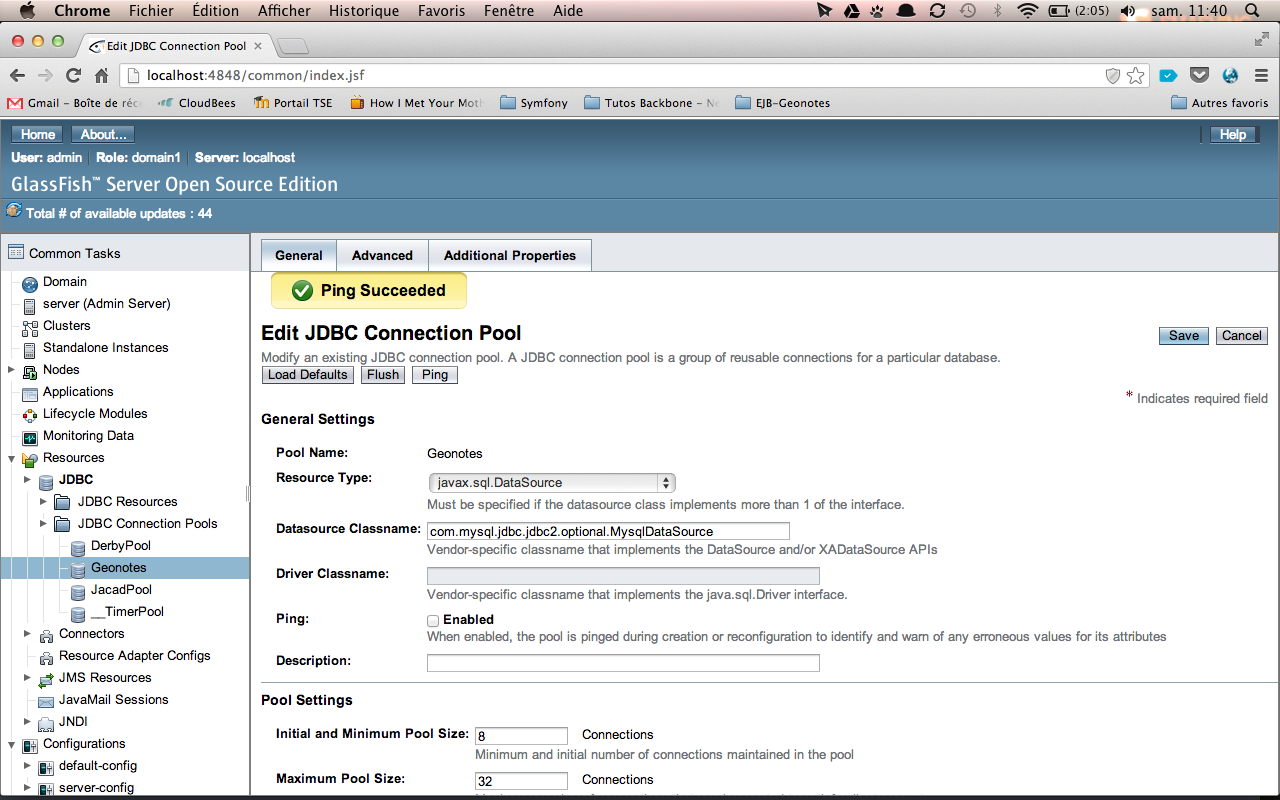 Chrome Fichier Édition Afficher Historique Favoris Fenêtre Aide (2:05) sam. 11:40
Edit JDBC Connection Pool
localhost:4848/common/index.jsf
Gmail – Boîte de réc CloudBees Portail TSE How I Met Your Mot Symfony Tutos Backbone – N EJB-Geonotes Autres favoris
Home About... Help
User: admin Role: domain1 Server: localhost
GlassFish™ Server Open Source Edition
Total # of available updates : 44
Common Tasks
Domain
server (Admin Server)
Clusters
Standalone Instances
Nodes
Applications
Lifecycle Modules
Monitoring Data
Resources
JDBC
JDBC Resources
JDBC Connection Pools
DerbyPool
Geonotes
JacadPool
__TimerPool
Connectors
Resource Adapter Configs
JMS Resources
JavaMail Sessions
JNDI
Configurations
default-config
server-config
General Advanced Additional Properties
Ping Succeeded
Edit JDBC Connection Pool
Save Cancel
Modify an existing JDBC connection pool. A JDBC connection pool is a group of reusable connections for a particular database.
Load Defaults Flush Ping
* Indicates required field
General Settings
Pool Name: Geonotes
Resource Type: javax.sql.DataSource
Must be specified if the datasource class implements more than 1 of the interface.
Datasource Classname: com.mysql.jdbc.jdbc2.optional.MysqlDataSource
Vendor-specific classname that implements the DataSource and/or XADataSource APIs
Driver Classname:
Vendor-specific classname that implements the java.sql.Driver interface.
Ping: Enabled
When enabled, the pool is pinged during creation or reconfiguration to identify and warn of any erroneous values for its attributes
Description:
Pool Settings
Initial and Minimum Pool Size: 8 Connections
Minimum and initial number of connections maintained in the pool
Maximum Pool Size: 32 Connections